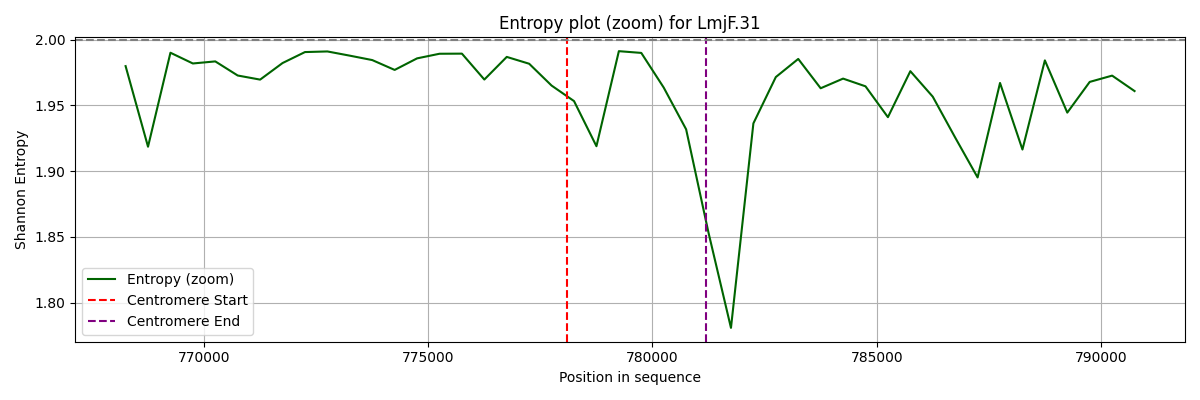 Entropy plot (zoom) for LmjF.31
Shannon Entropy
2.00
1.95
1.90
1.85
1.80
Entropy (zoom)
Centromere Start
Centromere End
770000
775000
780000
785000
790000
Position in sequence